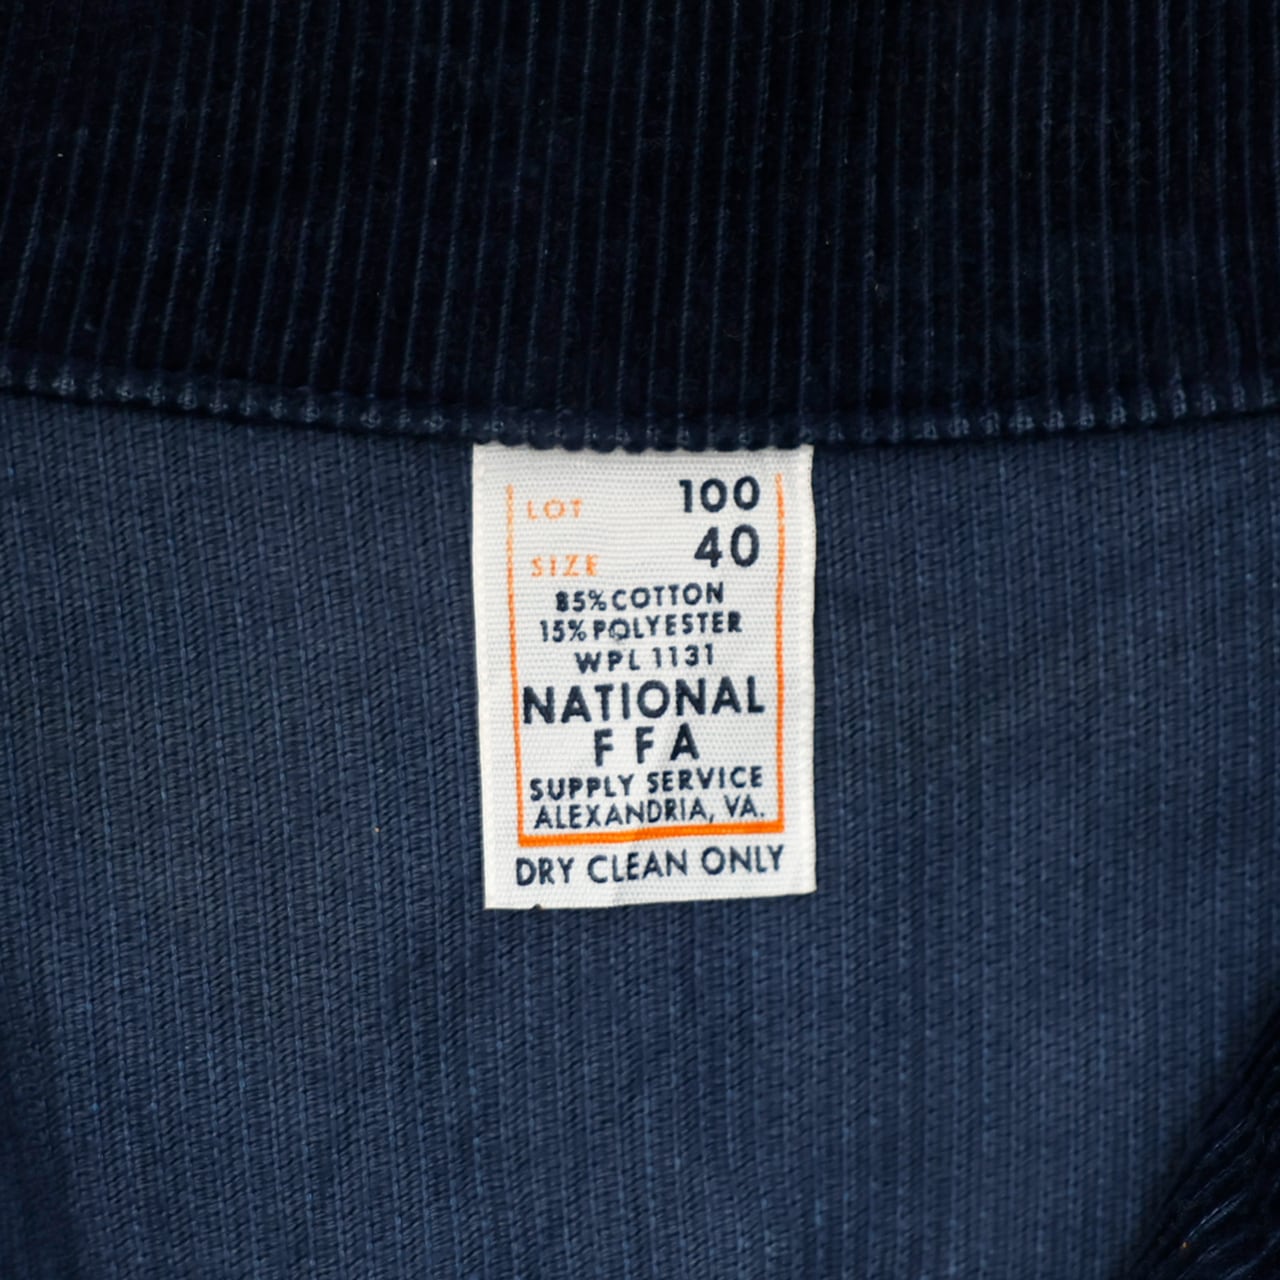 LOT 100
SIZE 40
85% COTTON
15% POLYESTER
WPL 1131
NATIONAL
FFA
SUPPLY SERVICE
ALEXANDRIA, VA.
DRY CLEAN ONLY